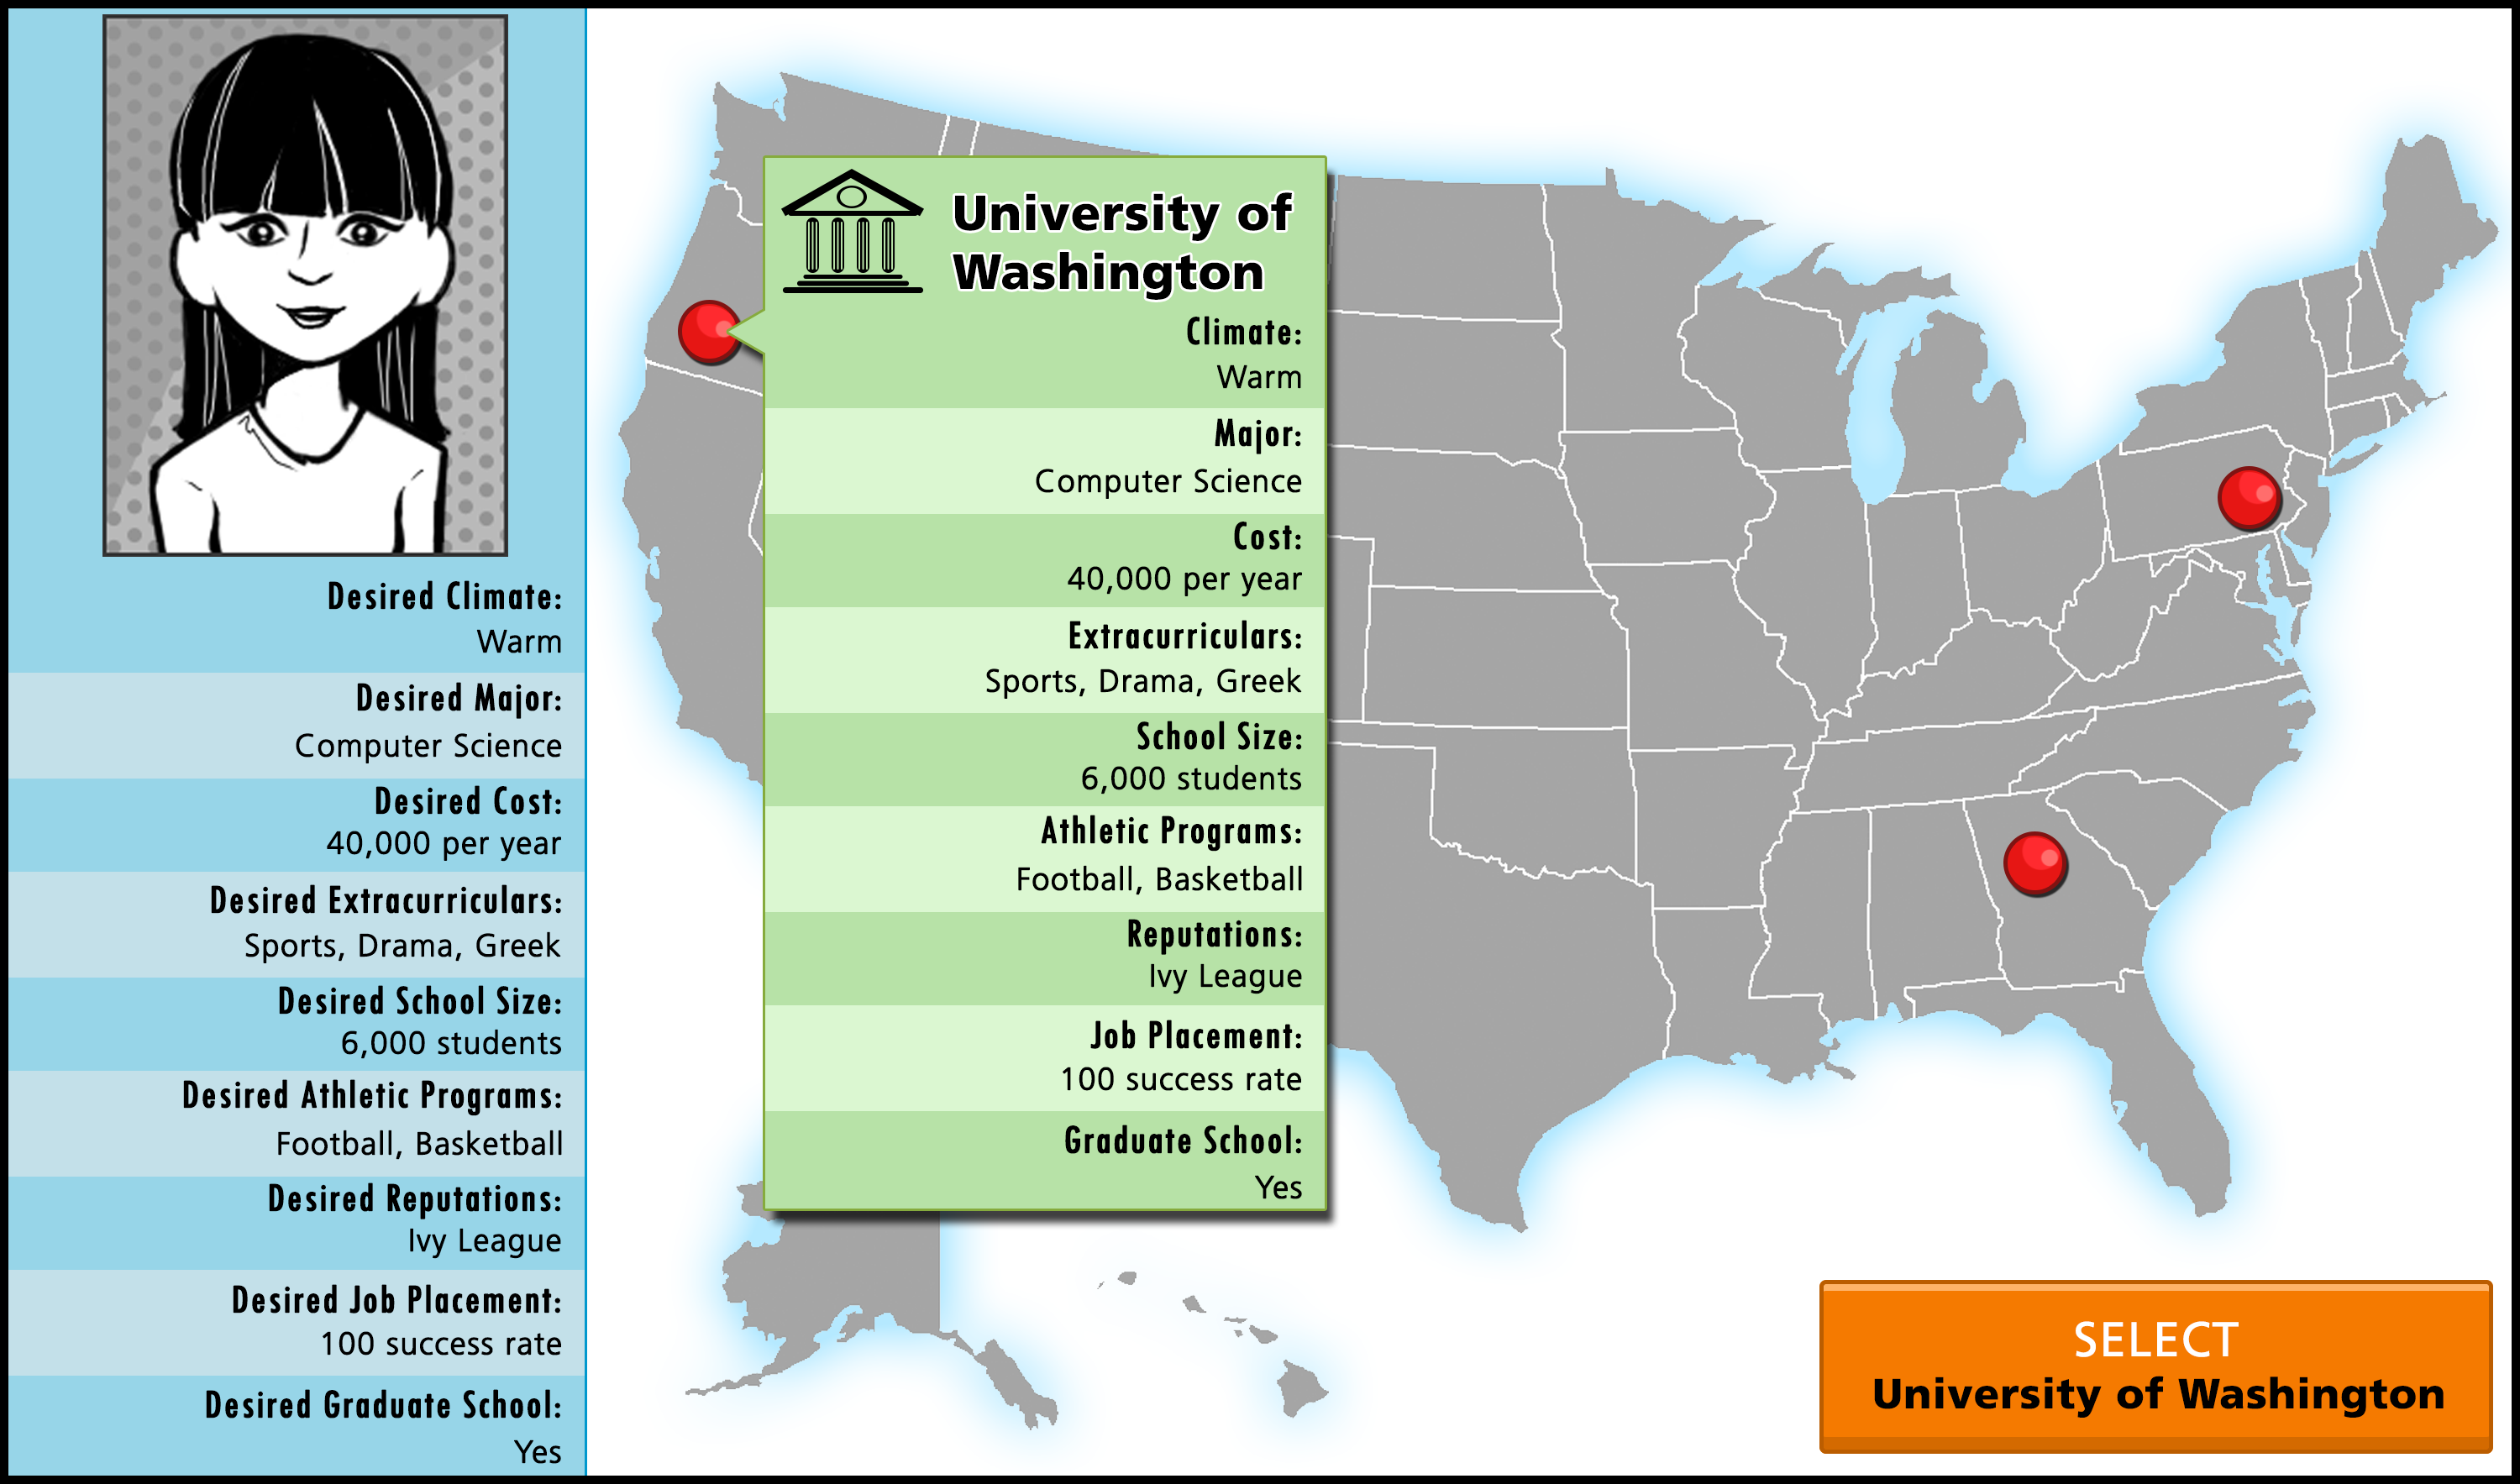 Desired Climate:
Warm
Desired Major:
Computer Science
Desired Cost:
40,000 per year
Desired Extracurriculars:
Sports, Drama, Greek
Desired School Size:
6,000 students
Desired Athletic Programs:
Football, Basketball
Desired Reputations:
Ivy League
Desired Job Placement:
100 success rate
Desired Graduate School:
Yes
University of
Washington
Climate:
Warm
Major:
Computer Science
Cost:
40,000 per year
Extracurriculars:
Sports, Drama, Greek
School Size:
6,000 students
Athletic Programs:
Football, Basketball
Reputations:
Ivy League
Job Placement:
100 success rate
Graduate School:
Yes
SELECT
University of Washington